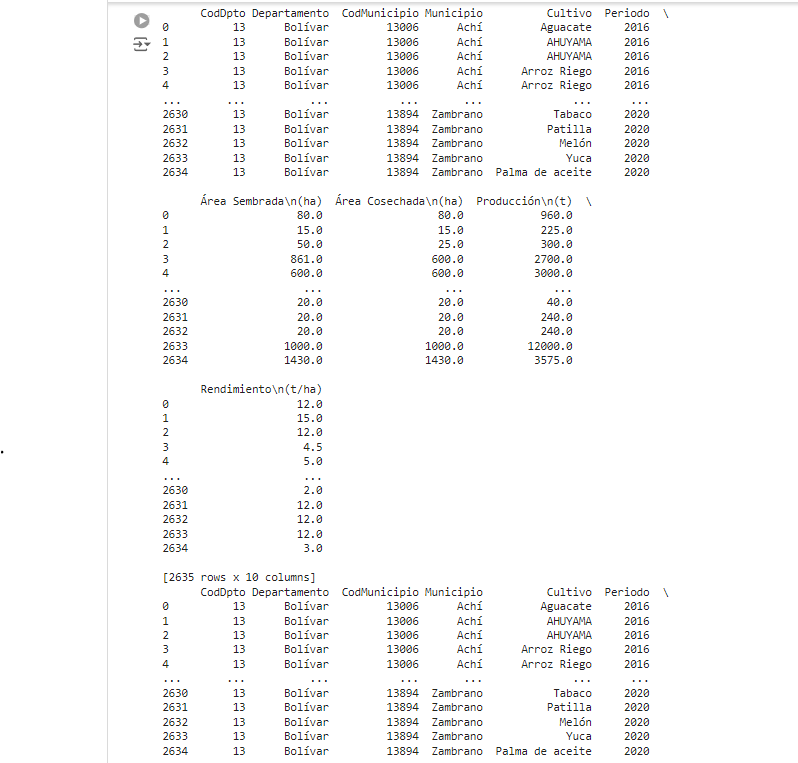 CodDpto Departamento CodMunicipio Municipio Cultivo Periodo \
0 13 Bolívar 13006 Achí Aguacate 2016
1 13 Bolívar 13006 Achí AHUYAMA 2016
2 13 Bolívar 13006 Achí AHUYAMA 2016
3 13 Bolívar 13006 Achí Arroz Riego 2016
4 13 Bolívar 13006 Achí Arroz Riego 2016
... ... ... ... ... ... ...
2630 13 Bolívar 13894 Zambrano Tabaco 2020
2631 13 Bolívar 13894 Zambrano Patilla 2020
2632 13 Bolívar 13894 Zambrano Melón 2020
2633 13 Bolívar 13894 Zambrano Yuca 2020
2634 13 Bolívar 13894 Zambrano Palma de aceite 2020
Área Sembrada\n(ha) Área Cosechada\n(ha) Producción\n(t) \
0 80.0 80.0 960.0
1 15.0 15.0 225.0
2 50.0 25.0 300.0
3 861.0 600.0 2700.0
4 600.0 600.0 3000.0
... ... ... ...
2630 20.0 20.0 40.0
2631 20.0 20.0 240.0
2632 20.0 20.0 240.0
2633 1000.0 1000.0 12000.0
2634 1430.0 1430.0 3575.0
Rendimiento\n(t/ha)
0 12.0
1 15.0
2 12.0
3 4.5
4 5.0
... ...
2630 2.0
2631 12.0
2632 12.0
2633 12.0
2634 3.0
[2635 rows x 10 columns]
CodDpto Departamento CodMunicipio Municipio Cultivo Periodo \
0 13 Bolívar 13006 Achí Aguacate 2016
1 13 Bolívar 13006 Achí AHUYAMA 2016
2 13 Bolívar 13006 Achí AHUYAMA 2016
3 13 Bolívar 13006 Achí Arroz Riego 2016
4 13 Bolívar 13006 Achí Arroz Riego 2016
... ... ... ... ... ... ...
2630 13 Bolívar 13894 Zambrano Tabaco 2020
2631 13 Bolívar 13894 Zambrano Patilla 2020
2632 13 Bolívar 13894 Zambrano Melón 2020
2633 13 Bolívar 13894 Zambrano Yuca 2020
2634 13 Bolívar 13894 Zambrano Palma de aceite 2020